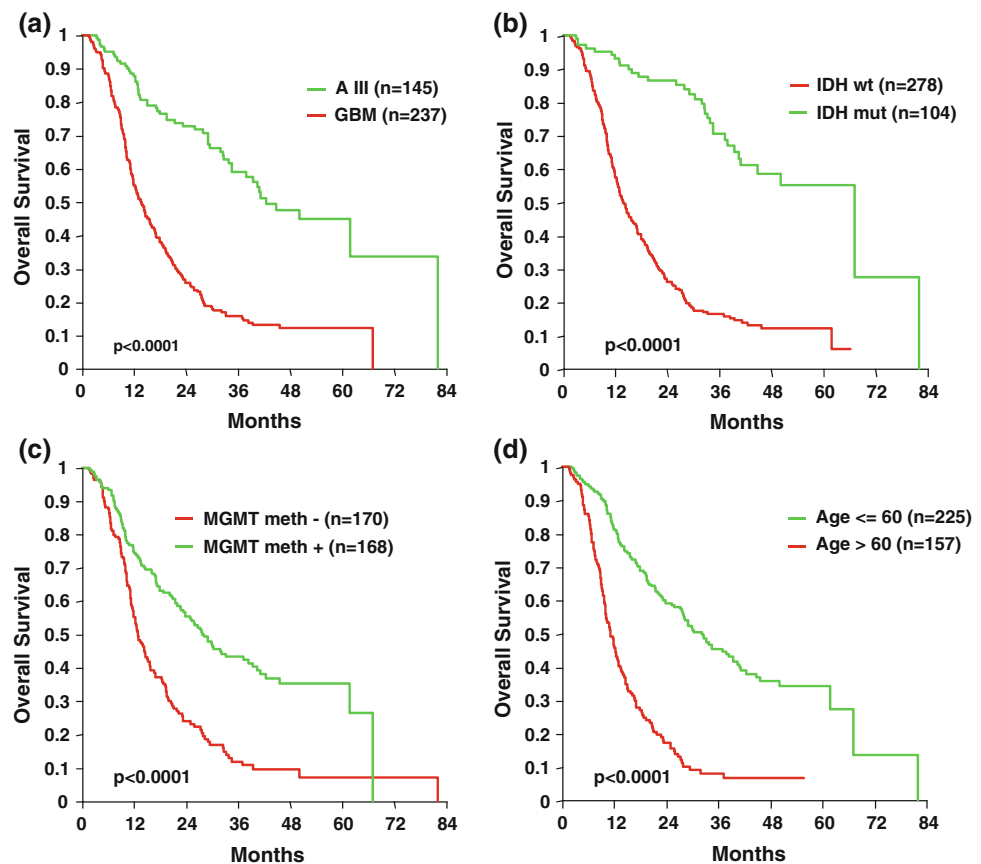 (a)
Overall Survival
1
0.9
0.8
0.7
0.6
0.5
0.4
0.3
0.2
0.1
0
A III (n=145)
GBM (n=237)
p<0.0001
0 12 24 36 48 60 72 84
Months
(b)
Overall Survival
1
0.9
0.8
0.7
0.6
0.5
0.4
0.3
0.2
0.1
0
IDH wt (n=278)
IDH mut (n=104)
p<0.0001
0 12 24 36 48 60 72 84
Months
(c)
Overall Survival
1
0.9
0.8
0.7
0.6
0.5
0.4
0.3
0.2
0.1
0
MGMT meth - (n=170)
MGMT meth + (n=168)
p<0.0001
0 12 24 36 48 60 72 84
Months
(d)
Overall Survival
1
0.9
0.8
0.7
0.6
0.5
0.4
0.3
0.2
0.1
0
Age <= 60 (n=225)
Age > 60 (n=157)
p<0.0001
0 12 24 36 48 60 72 84
Months